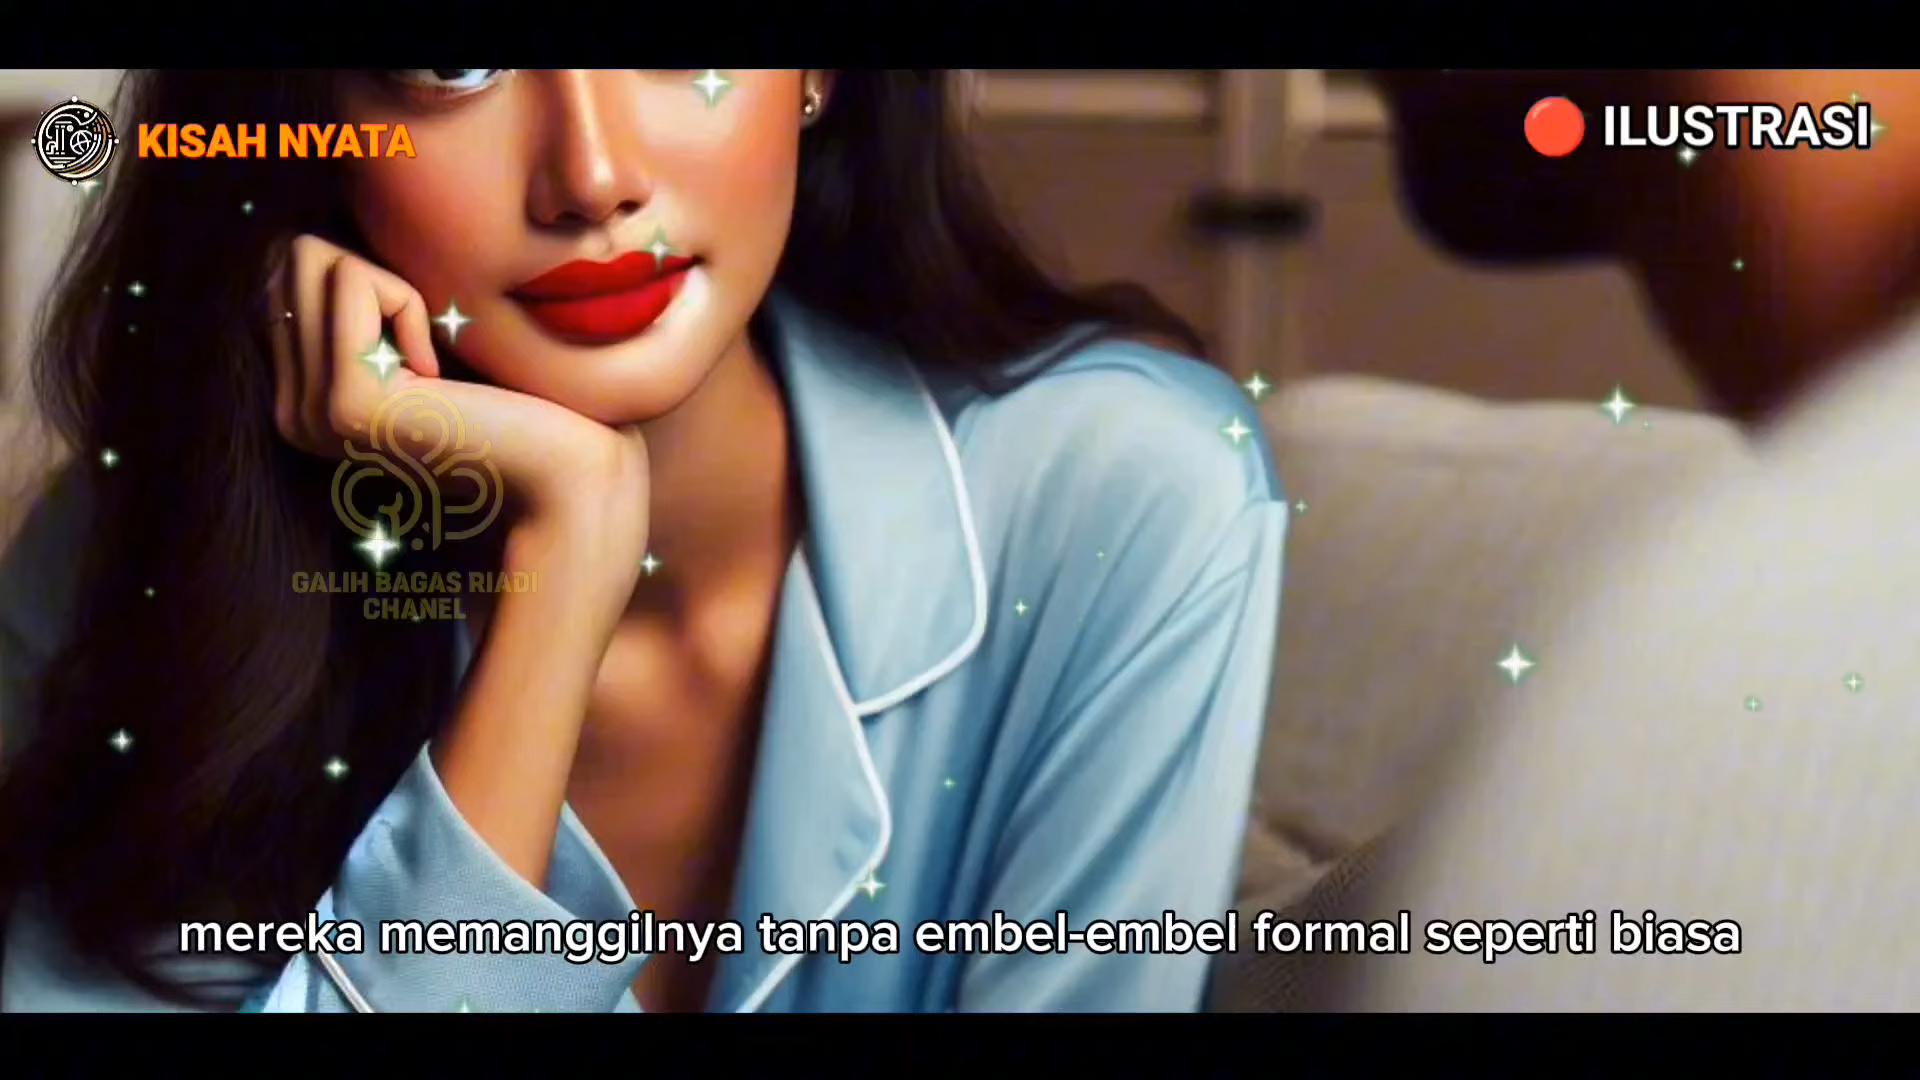 KISAH NYATA
ILUSTRASI
GALIH BAGAS RIADI
CHANEL
mereka memanggilnya tanpa embel-embel formal seperti biasa